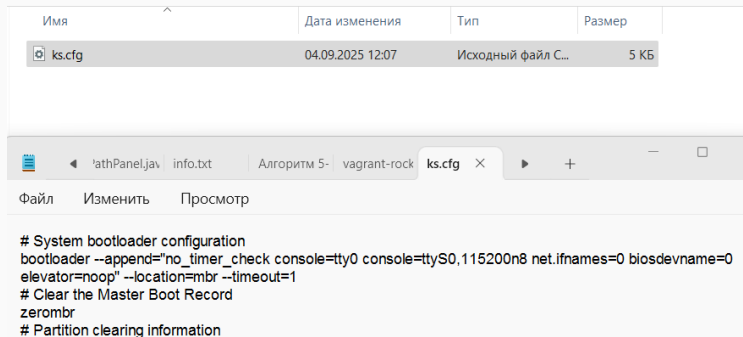 Имя Дата изменения Тип Размер
ks.cfg 04.09.2025 12:07 Исходный файл C... 5 КБ
'athPanel.jav info.txt Алгоритм 5- vagrant-rock ks.cfg
Файл Изменить Просмотр
# System bootloader configuration
bootloader --append="no_timer_check console=tty0 console=ttyS0,115200n8 net.ifnames=0 biosdevname=0
elevator=noop" --location=mbr --timeout=1
# Clear the Master Boot Record
zerombr
# Partition clearing information